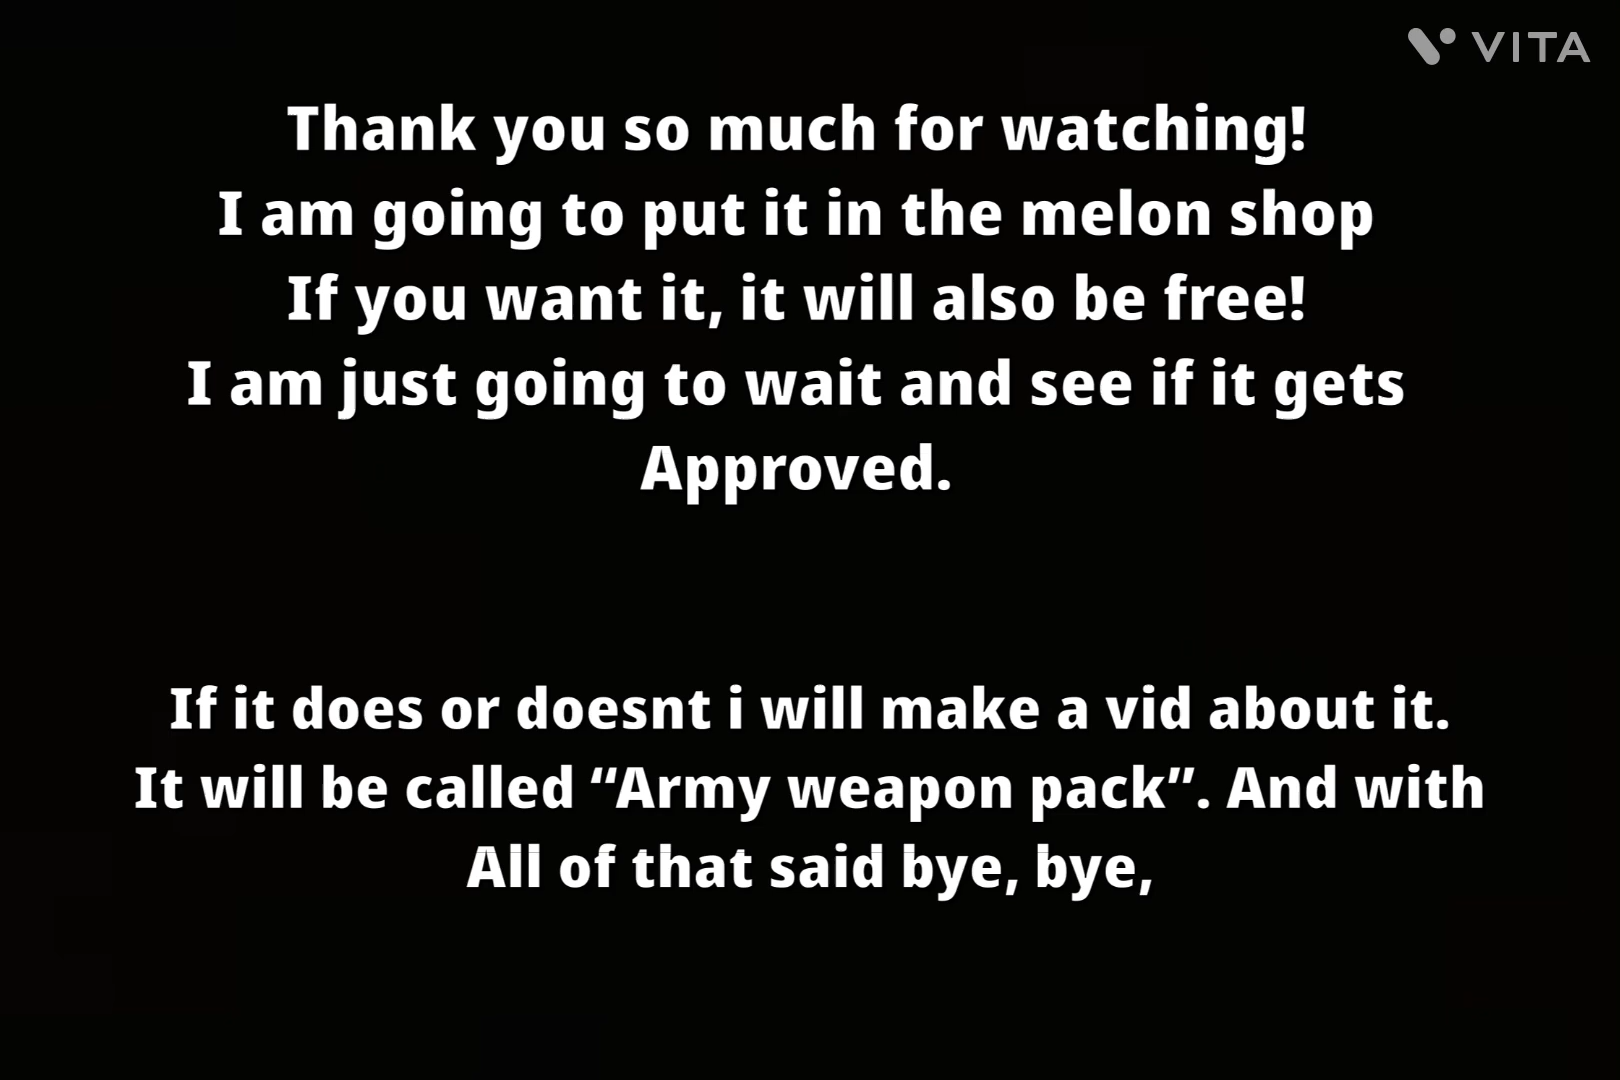 VITA
Thank you so much for watching!
I am going to put it in the melon shop
If you want it, it will also be free!
I am just going to wait and see if it gets
Approved.
If it does or doesnt i will make a vid about it.
It will be called “Army weapon pack”. And with
All of that said bye, bye,